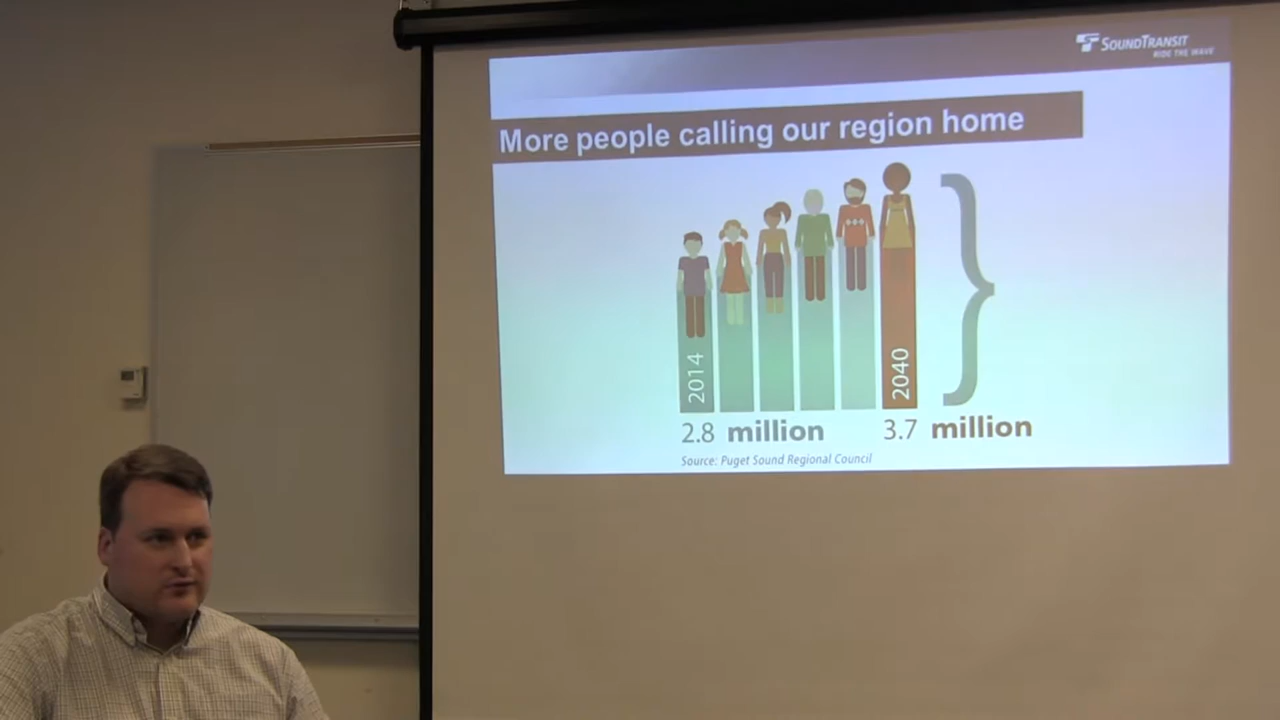 SOUNDTRANSIT
RIDE THE WAVE
More people calling our region home
2014
2040
2.8 million
3.7 million
Source: Puget Sound Regional Council